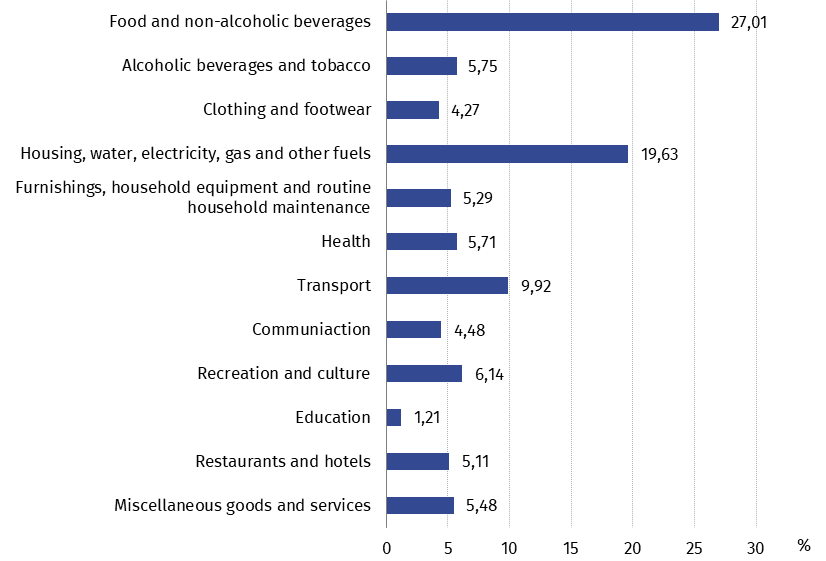 Food and non-alcoholic beverages 27,01
Alcoholic beverages and tobacco 5,75
Clothing and footwear 4,27
Housing, water, electricity, gas and other fuels 19,63
Furnishings, household equipment and routine
household maintenance 5,29
Health 5,71
Transport 9,92
Communiaction 4,48
Recreation and culture 6,14
Education 1,21
Restaurants and hotels 5,11
Miscellaneous goods and services 5,48
0 5 10 15 20 25 30 %